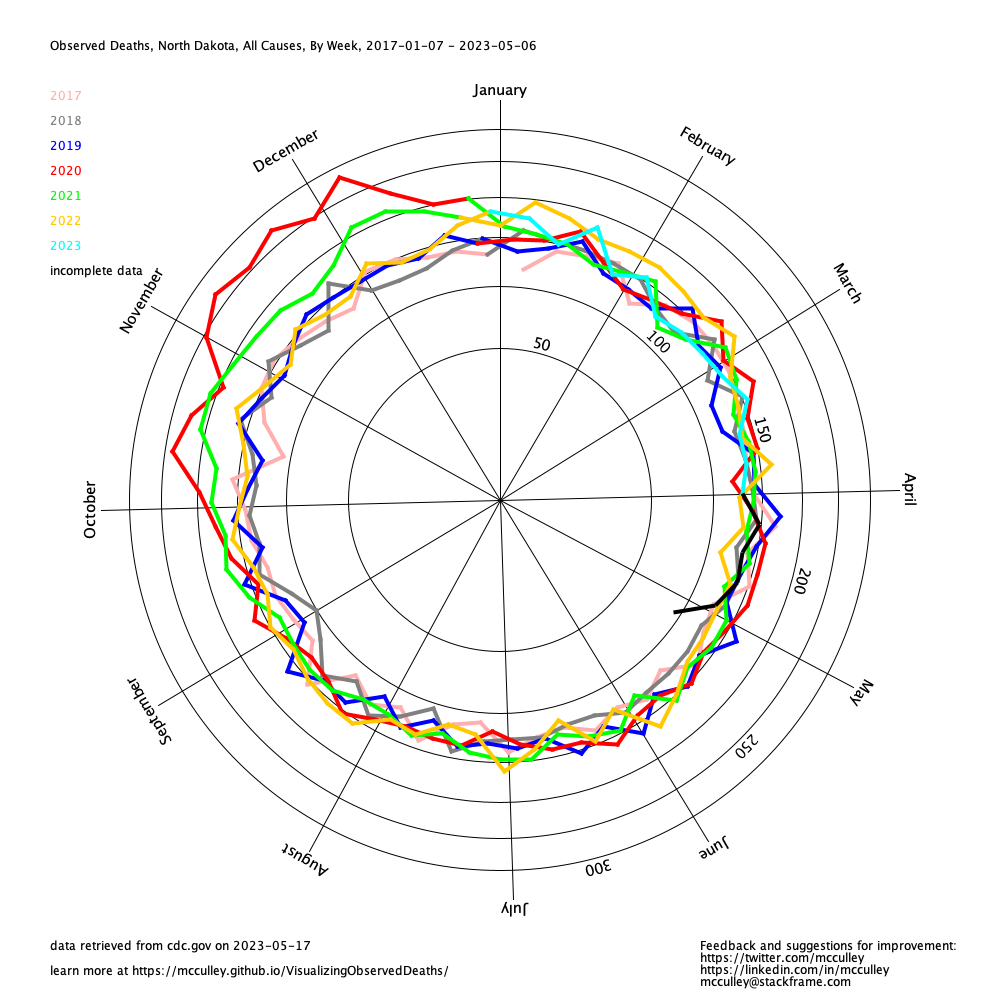 Observed Deaths, North Dakota, All Causes, By Week, 2017-01-07 - 2023-05-06
January
2017
2018
2019
2020
2021
2022
2023
incomplete data
December
February
November
March
50
100
150
October
April
200
September
May
250
August
June
300
July
data retrieved from cdc.gov on 2023-05-17
learn more at https://mcculley.github.io/VisualizingObservedDeaths/
Feedback and suggestions for improvement:
https://twitter.com/mcculley
https://linkedin.com/in/mcculley
mcculley@stackframe.com